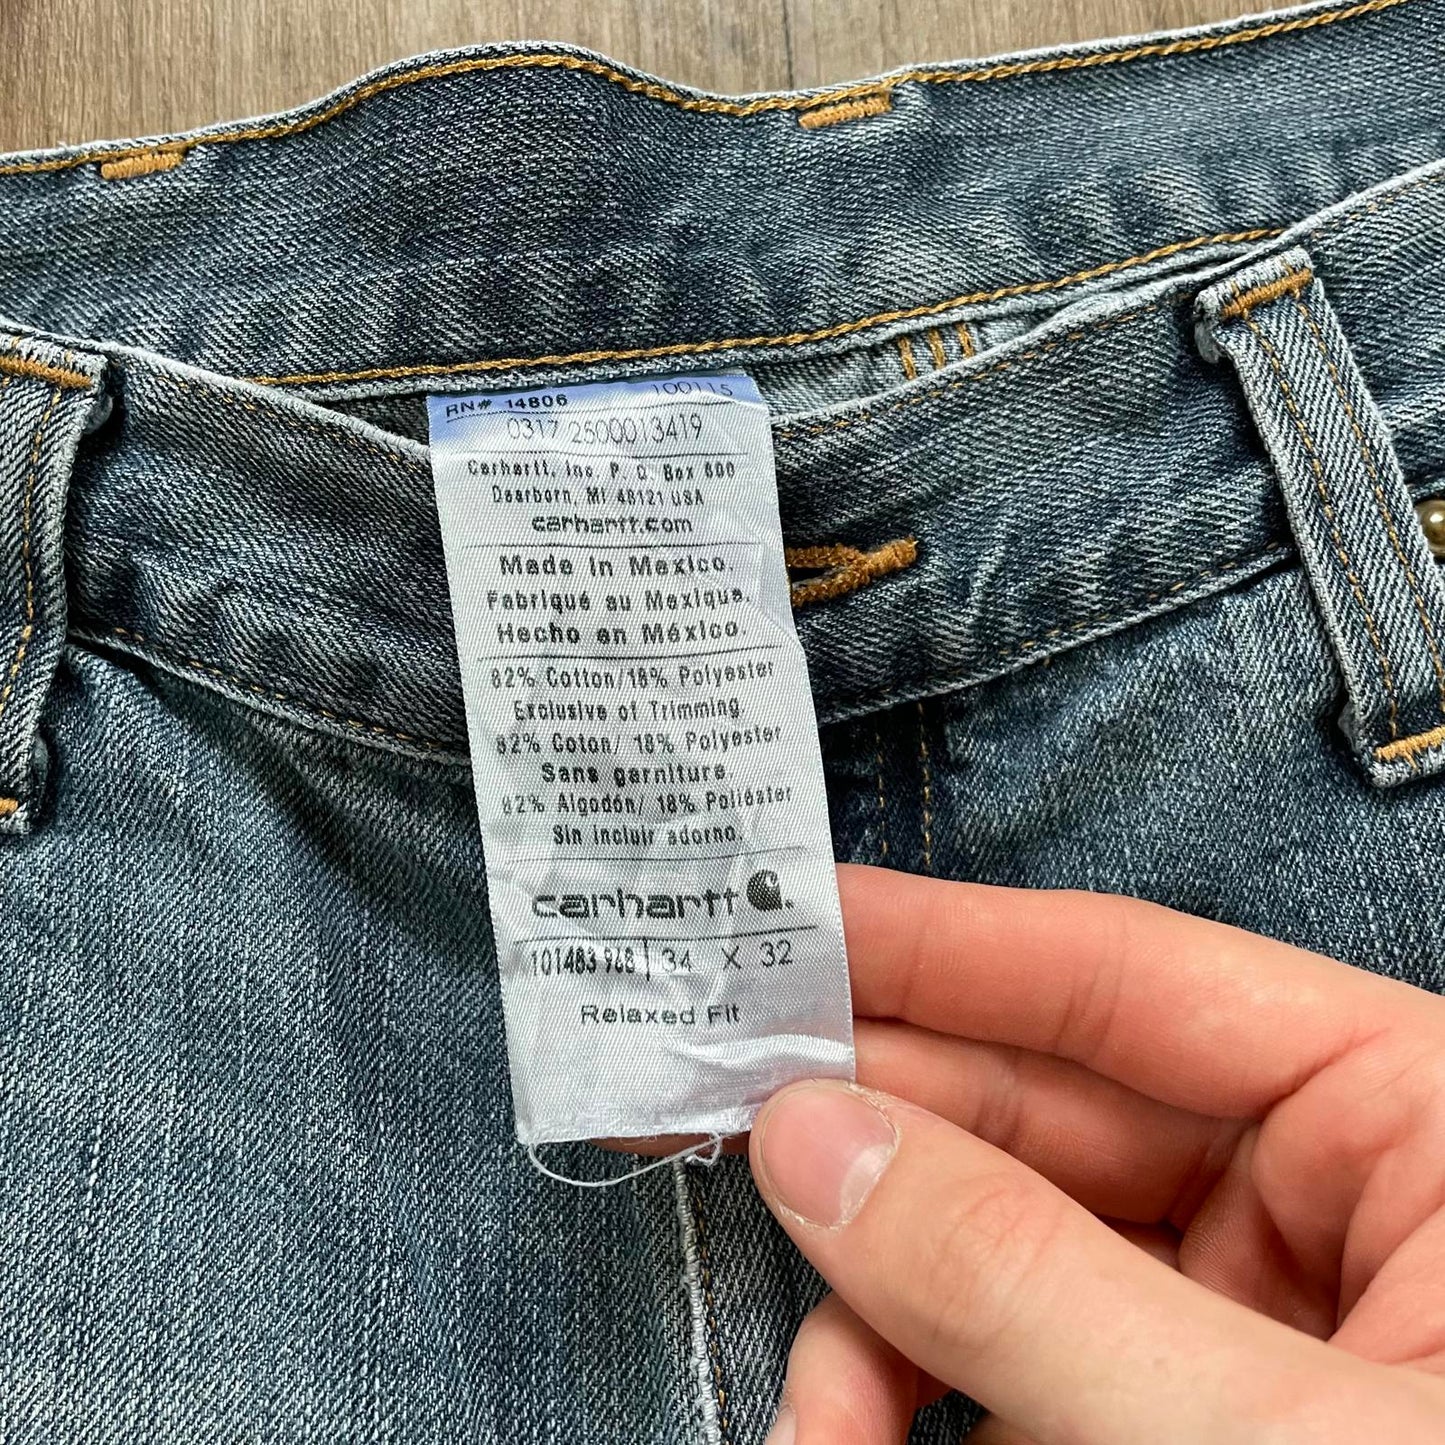 RN# 14806 100115
0317 2500013419
Carhartt, Inc. P. O. Box 600
Dearborn, MI 48121 USA
carhartt.com
Made in Mexico.
Fabriqué au Mexique.
Hecho en México.
82% Cotton/18% Polyester
Exclusive of Trimming.
82% Coton/ 18% Polyester
Sans garniture.
82% Algodón/ 18% Poliéster
Sin incluir adorno.
carhartt
101483 968 34 X 32
Relaxed Fit